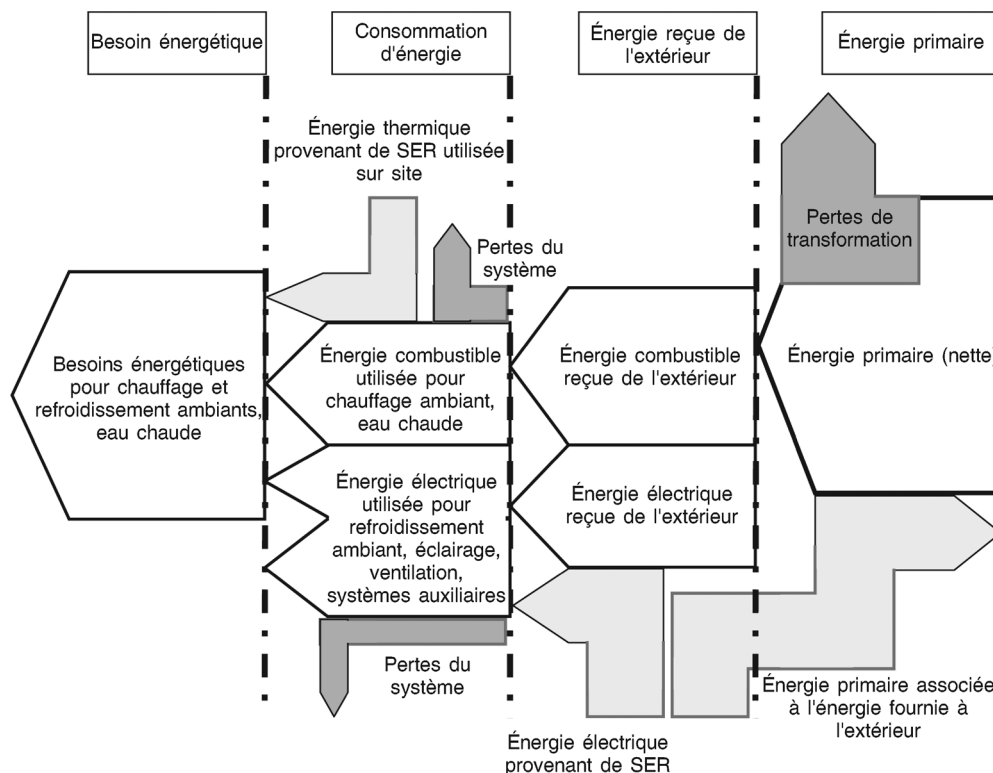 Besoin énergétique
Consommation
d'énergie
Énergie reçue de
l'extérieur
Énergie primaire
Énergie thermique
provenant de SER utilisée
sur site
Pertes du
système
Pertes de
transformation
Besoins énergétiques
pour chauffage et
refroidissement ambiants,
eau chaude
Énergie combustible
utilisée pour
chauffage ambiant,
eau chaude
Énergie combustible
reçue de l'extérieur
Énergie primaire (nette)
Énergie électrique
utilisée pour
refroidissement
ambiant, éclairage,
ventilation,
systèmes auxiliaires
Énergie électrique
reçue de l'extérieur
Pertes du
système
Énergie électrique
provenant de SER
Énergie primaire associée
à l'énergie fournie à
l'extérieur